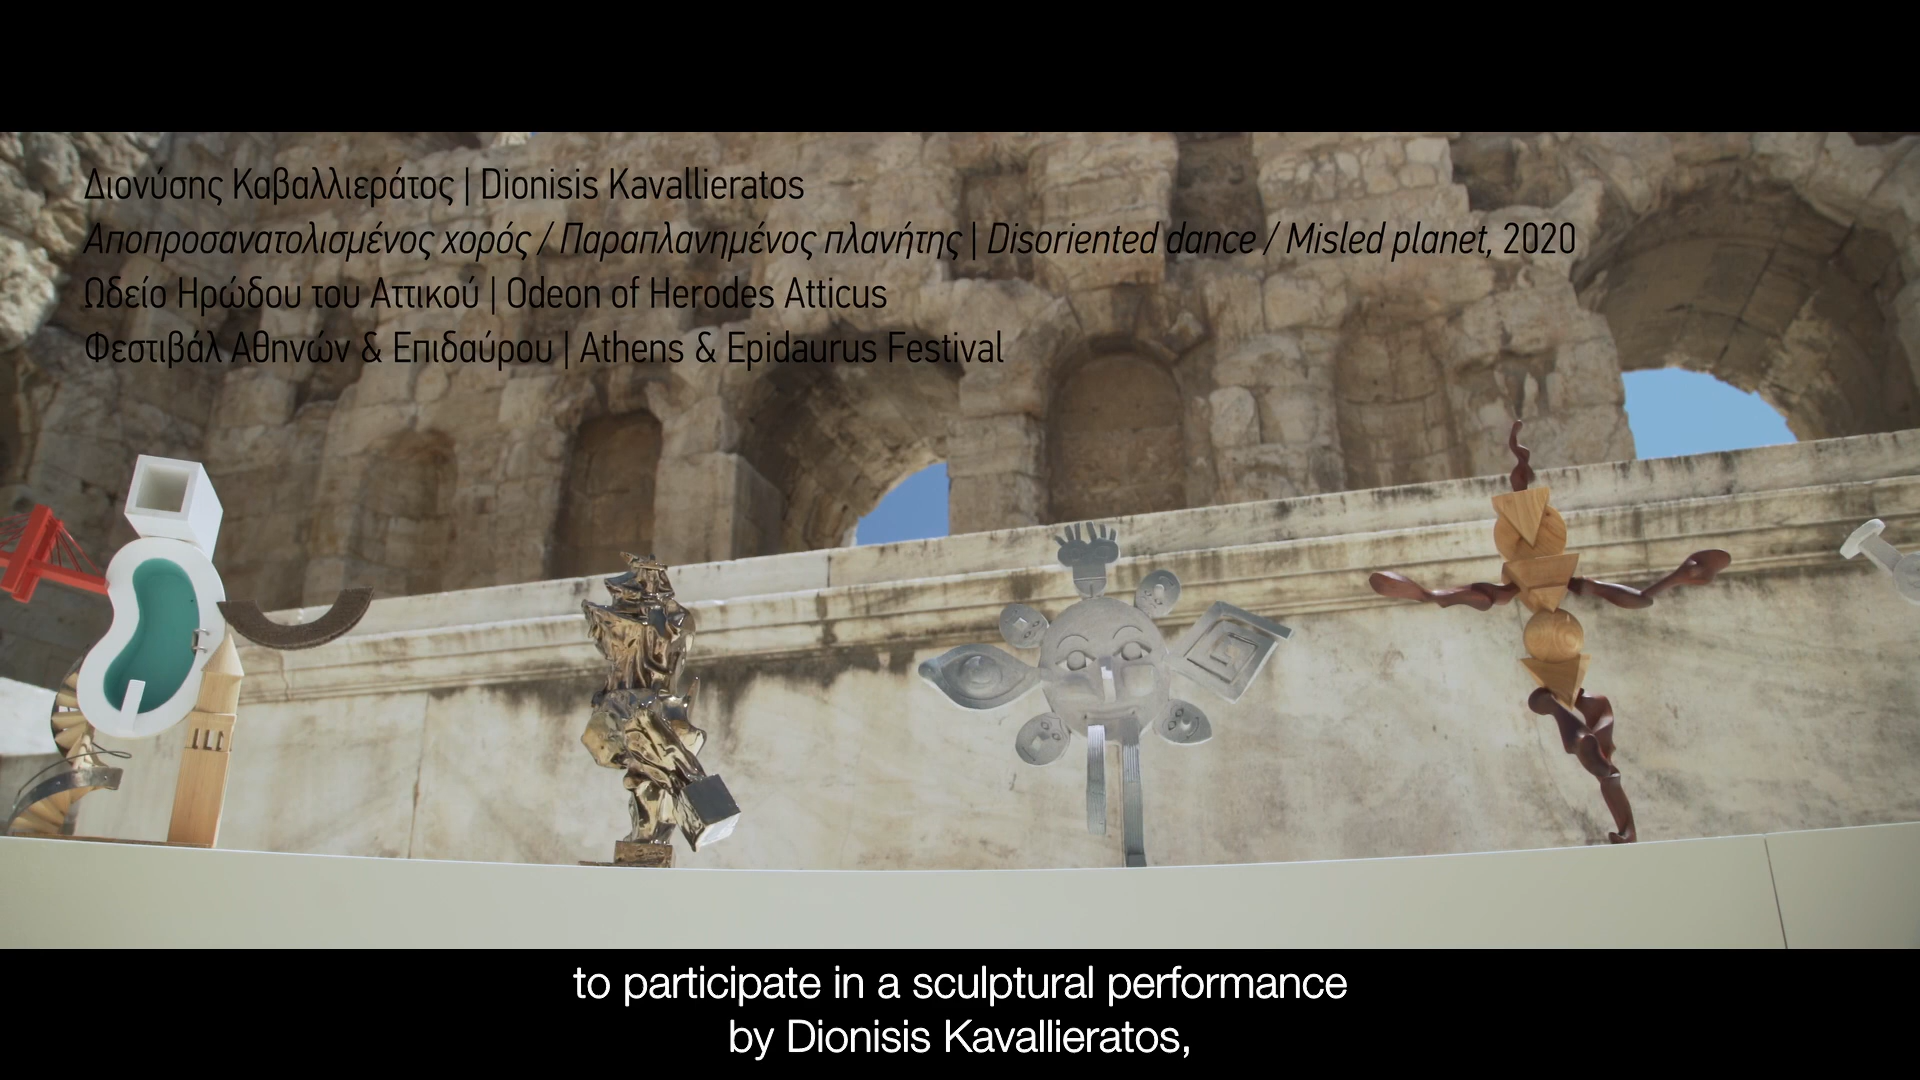 Διονύσης Καβαλλιεράτος | Dionisis Kavallieratos
Αποπροσανατολισμένος χορός / Παραπλανημένος πλανήτης | Disoriented dance / Misled planet, 2020
Ωδείο Ηρώδου του Αττικού | Odeon of Herodes Atticus
Φεστιβάλ Αθηνών & Επιδαύρου | Athens & Epidaurus Festival
to participate in a sculptural performance
by Dionisis Kavallieratos,